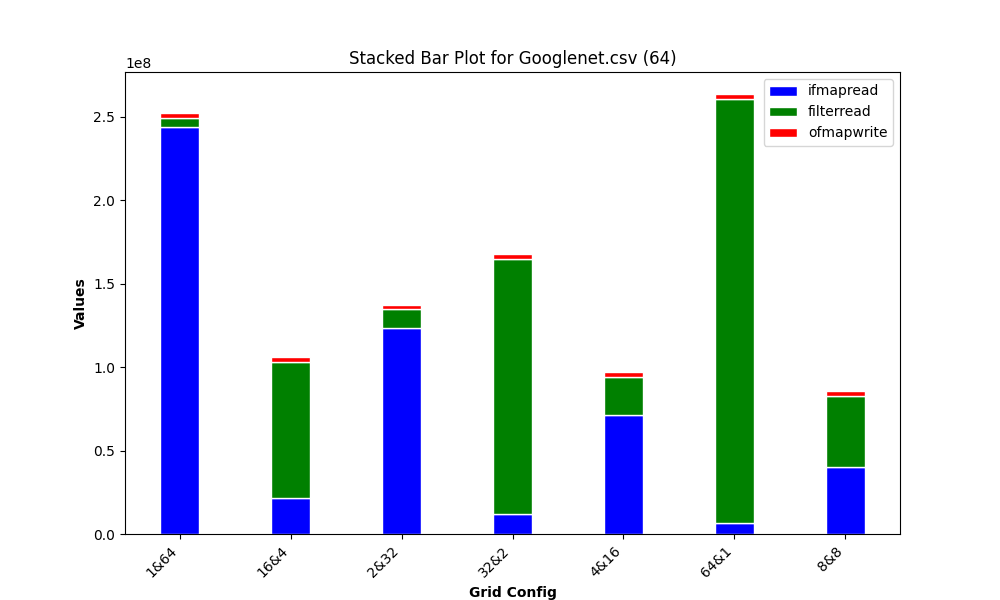 Stacked Bar Plot for Googlenet.csv (64)
1e8
ifmapread
filterread
ofmapwrite
2.5
2.0
1.5
1.0
0.5
0.0
Values
1&64
16&4
2&32
32&2
4&16
64&1
8&8
Grid Config